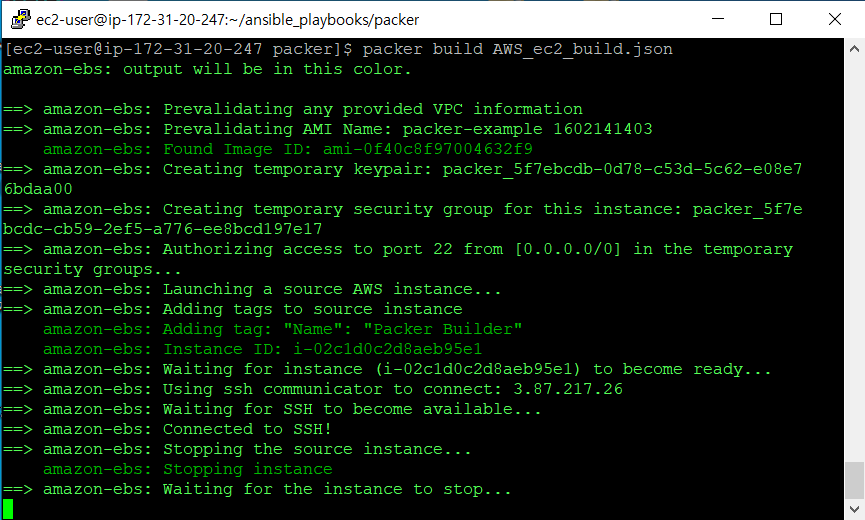 ec2-user@ip-172-31-20-247:~/ansible_playbooks/packer
[ec2-user@ip-172-31-20-247 packer]$ packer build AWS_ec2_build.json
amazon-ebs: output will be in this color.
==> amazon-ebs: Prevalidating any provided VPC information
==> amazon-ebs: Prevalidating AMI Name: packer-example 1602141403
    amazon-ebs: Found Image ID: ami-0f40c8f97004632f9
==> amazon-ebs: Creating temporary keypair: packer_5f7ebcdb-0d78-c53d-5c62-e08e7
6bdaa00
==> amazon-ebs: Creating temporary security group for this instance: packer_5f7e
bcdc-cb59-2ef5-a776-ee8bcd197e17
==> amazon-ebs: Authorizing access to port 22 from [0.0.0.0/0] in the temporary
security groups...
==> amazon-ebs: Launching a source AWS instance...
==> amazon-ebs: Adding tags to source instance
    amazon-ebs: Adding tag: "Name": "Packer Builder"
    amazon-ebs: Instance ID: i-02c1d0c2d8aeb95e1
==> amazon-ebs: Waiting for instance (i-02c1d0c2d8aeb95e1) to become ready...
==> amazon-ebs: Using ssh communicator to connect: 3.87.217.26
==> amazon-ebs: Waiting for SSH to become available...
==> amazon-ebs: Connected to SSH!
==> amazon-ebs: Stopping the source instance...
    amazon-ebs: Stopping instance
==> amazon-ebs: Waiting for the instance to stop...